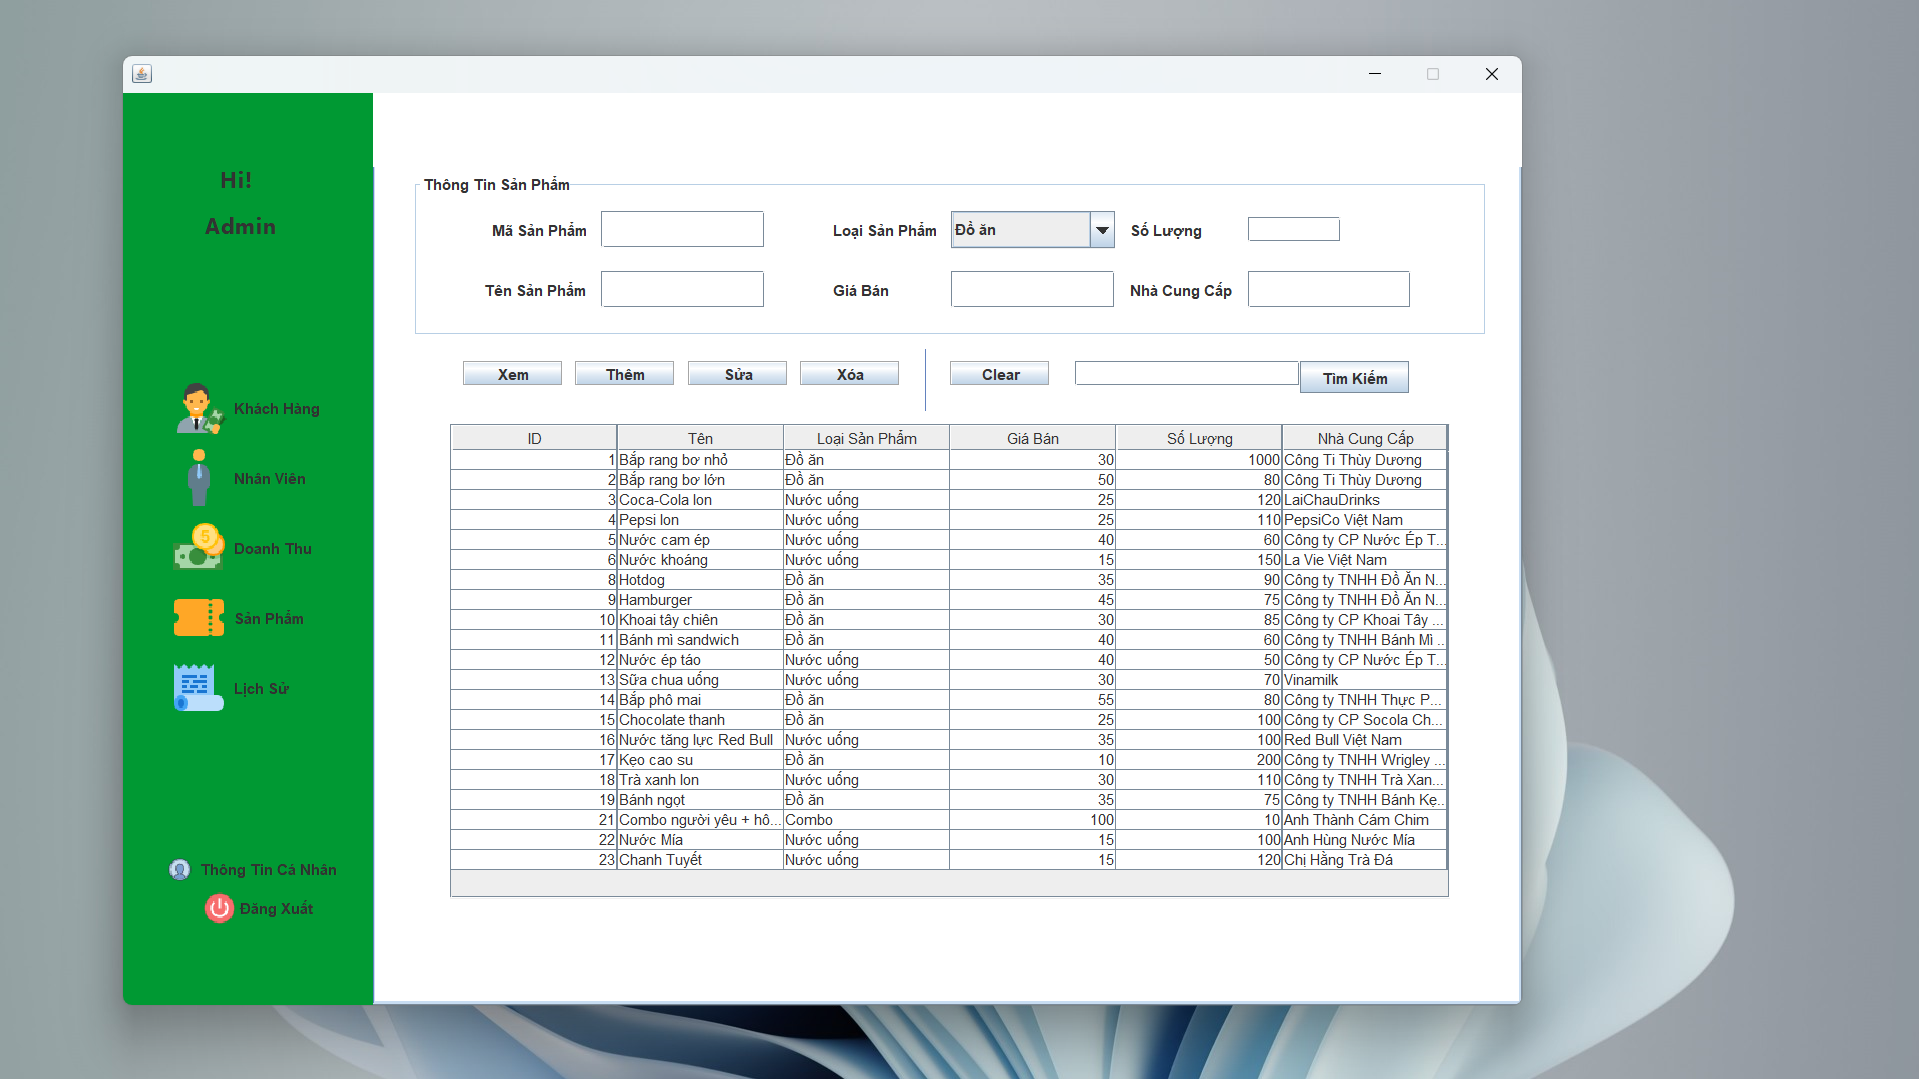 Hi!
Admin
Khách Hàng
Nhân Viên
Doanh Thu
5
Sản Phẩm
Lịch Sử
Thông Tin Cá Nhân
Đăng Xuất
Thông Tin Sản Phẩm
Mã Sản Phẩm Loại Sản Phẩm Đồ ăn Số Lượng
Tên Sản Phẩm Giá Bán Nhà Cung Cấp
Xem Thêm Sửa Xóa Clear Tìm Kiếm
ID Tên Loại Sản Phẩm Giá Bán Số Lượng Nhà Cung Cấp
1 Bắp rang bơ nhỏ Đồ ăn 30 1000 Công Ti Thùy Dương
2 Bắp rang bơ lớn Đồ ăn 50 80 Công Ti Thùy Dương
3 Coca-Cola lon Nước uống 25 120 LaiChauDrinks
4 Pepsi lon Nước uống 25 110 PepsiCo Việt Nam
5 Nước cam ép Nước uống 40 60 Công ty CP Nước Ép T...
6 Nước khoáng Nước uống 15 150 La Vie Việt Nam
8 Hotdog Đồ ăn 35 90 Công ty TNHH Đồ Ăn N...
9 Hamburger Đồ ăn 45 75 Công ty TNHH Đồ Ăn N...
10 Khoai tây chiên Đồ ăn 30 85 Công ty CP Khoai Tây ...
11 Bánh mì sandwich Đồ ăn 40 60 Công ty TNHH Bánh Mì ...
12 Nước ép táo Nước uống 40 50 Công ty CP Nước Ép T...
13 Sữa chua uống Nước uống 30 70 Vinamilk
14 Bắp phô mai Đồ ăn 55 80 Công ty TNHH Thực P...
15 Chocolate thanh Đồ ăn 25 100 Công ty CP Socola Ch...
16 Nước tăng lực Red Bull Nước uống 35 100 Red Bull Việt Nam
17 Kẹo cao su Đồ ăn 10 200 Công ty TNHH Wrigley ...
18 Trà xanh lon Nước uống 30 110 Công ty TNHH Trà Xan...
19 Bánh ngọt Đồ ăn 35 75 Công ty TNHH Bánh Kẹ...
21 Combo người yêu + hô... Combo 100 10 Anh Thành Cám Chim
22 Nước Mía Nước uống 15 100 Anh Hùng Nước Mía
23 Chanh Tuyết Nước uống 15 120 Chị Hằng Trà Đá